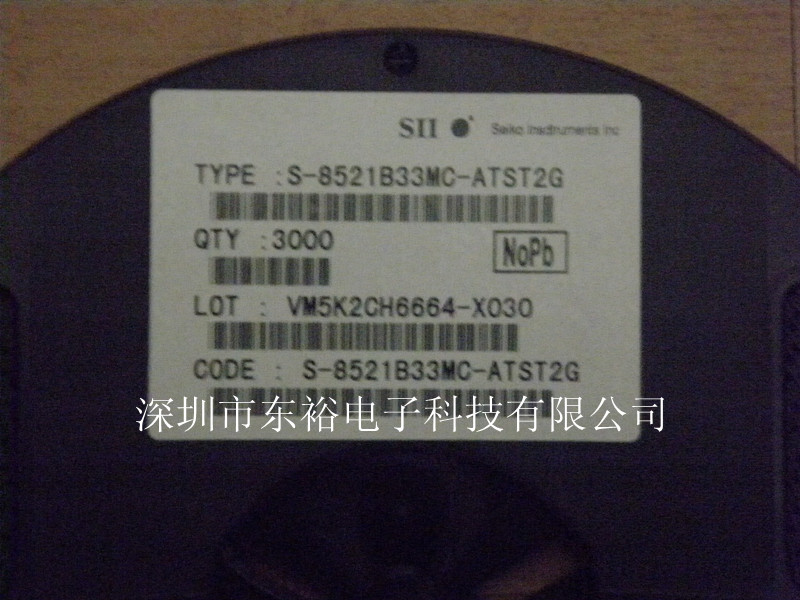 SII Seiko Instruments Inc
TYPE :S-8521B33MC-ATST2G
QTY :3000
NoPb
LOT : VM5K2CH6664-X030
CODE : S-8521B33MC-ATST2G
深圳市东裕电子科技有限公司